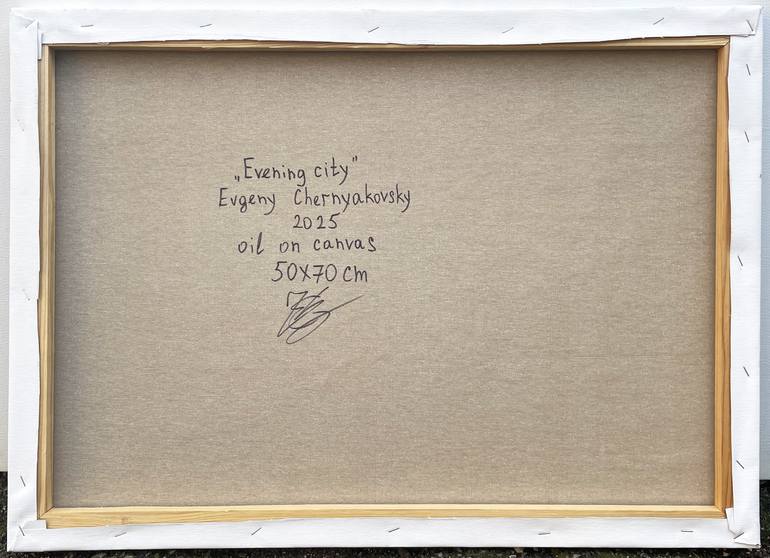 „Evening city”
Evgeny Chernyakovsky
2025
oil on canvas
50x70 cm